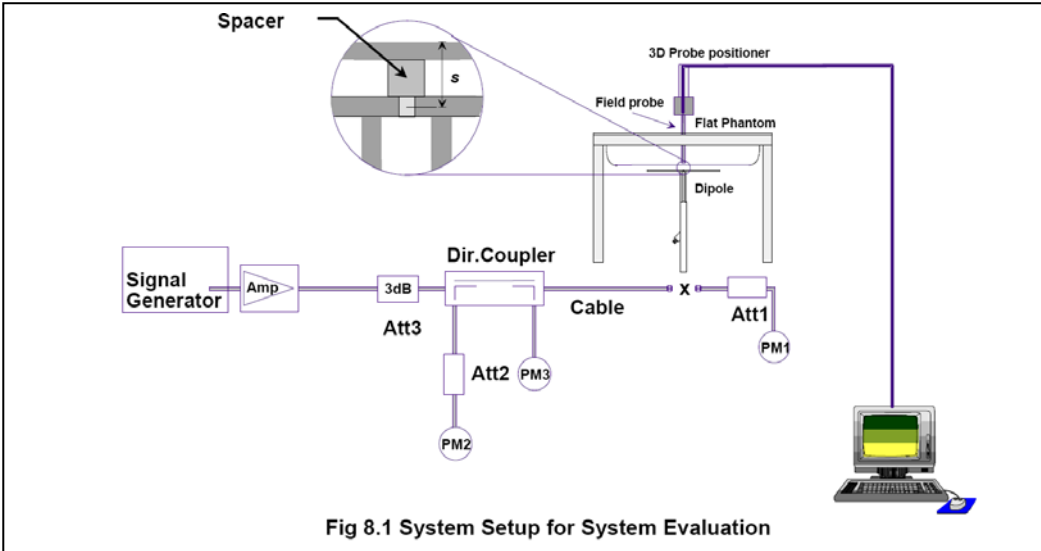 Spacer
s
3D Probe positioner
Field probe
Flat Phantom
Dipole
Signal
Generator
Amp
3dB
Att3
Dir.Coupler
Cable
x
Att1
PM1
Att2
PM3
PM2
Fig 8.1 System Setup for System Evaluation